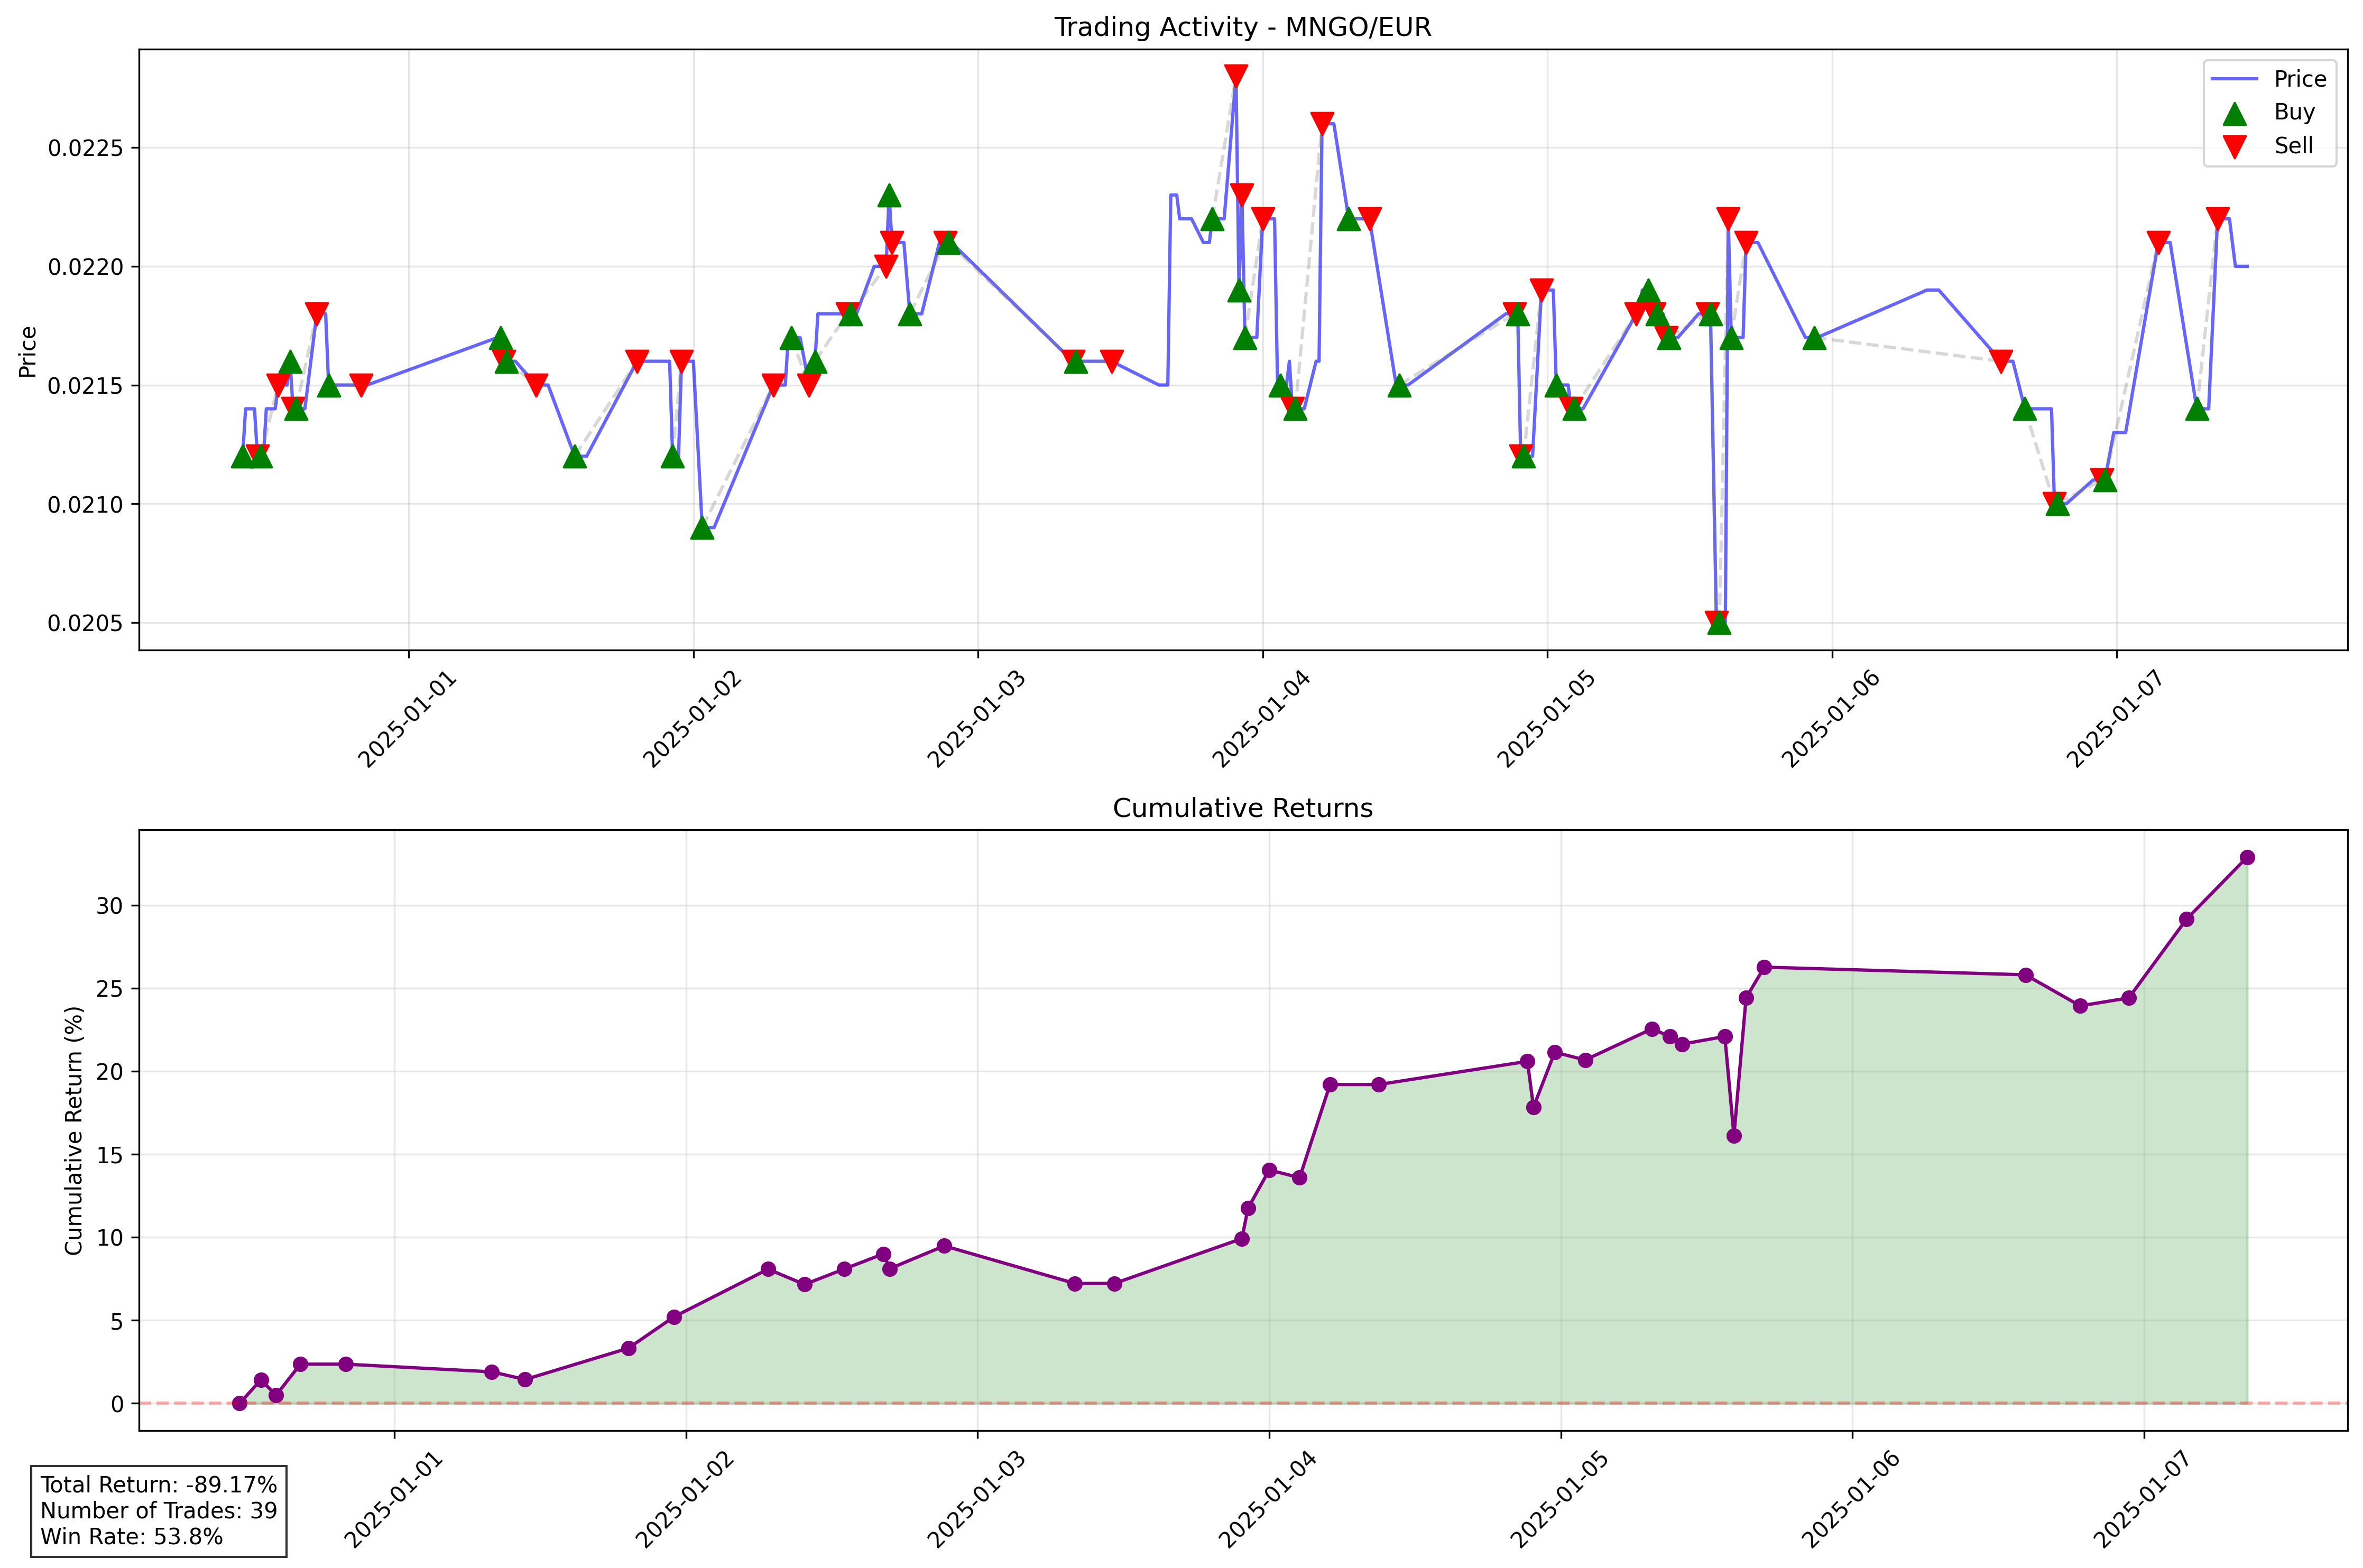 Trading Activity - MNGO/EUR
Price
Buy
Sell
Price
0.0225
0.0220
0.0215
0.0210
0.0205
2025-01-01
2025-01-02
2025-01-03
2025-01-04
2025-01-05
2025-01-06
2025-01-07
Cumulative Returns
Cumulative Return (%)
30
25
20
15
10
5
0
2025-01-01
2025-01-02
2025-01-03
2025-01-04
2025-01-05
2025-01-06
2025-01-07
Total Return: -89.17%
Number of Trades: 39
Win Rate: 53.8%